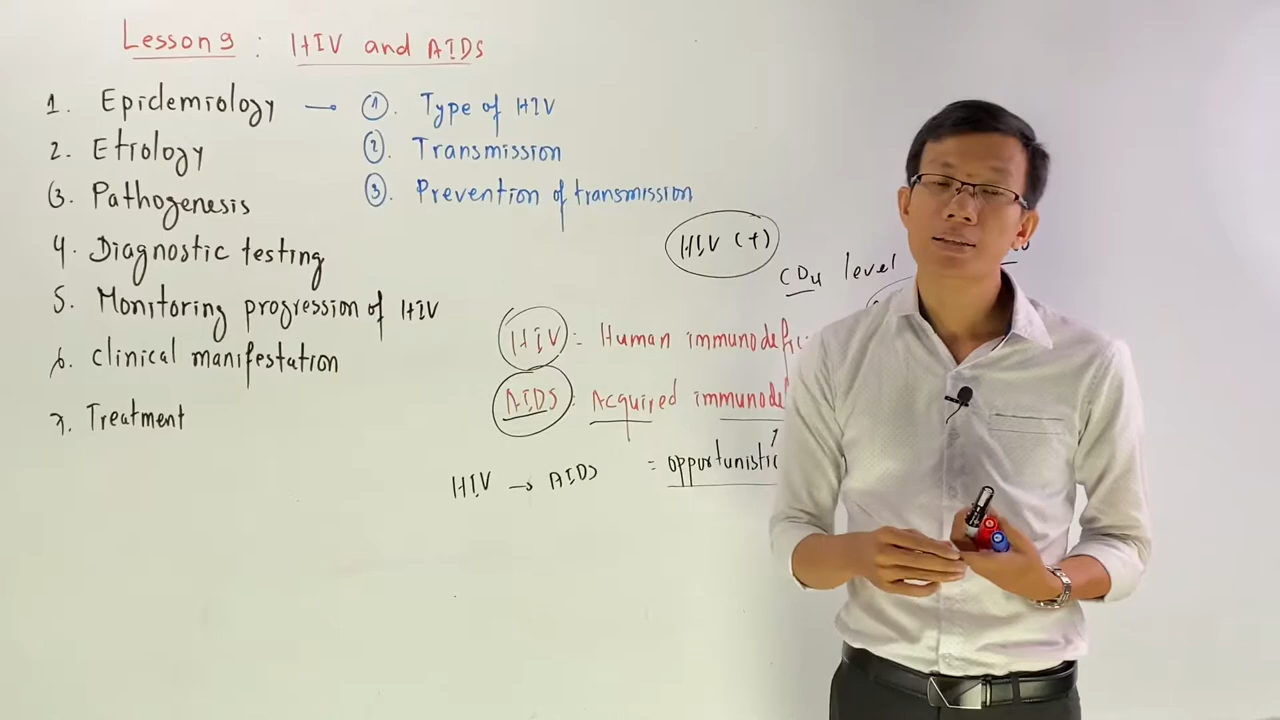 Lesson 9 : HIV and AIDS
1. Epidemiology → ①. Type of HIV
2. Etiology ②. Transmission
3. Pathogenesis ③. Prevention of transmission
4. Diagnostic testing
5. Monitoring progression of HIV
6. Clinical manifestation
7. Treatment
HIV (+)
CD4 level
HIV = Human immunodefic
AIDS : Acquired immunodef
HIV → AIDS = opportunistic